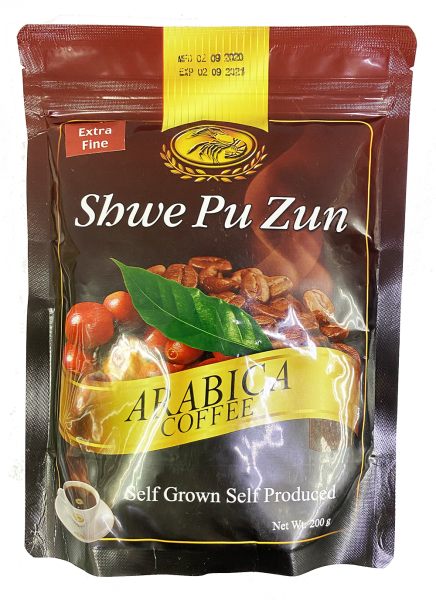 MFD 02 09 2020
EXP 02 09 2021
Extra
Fine
Shwe Pu Zun
ARABICA
COFFEE
Self Grown Self Produced
Net Wt. 200 g